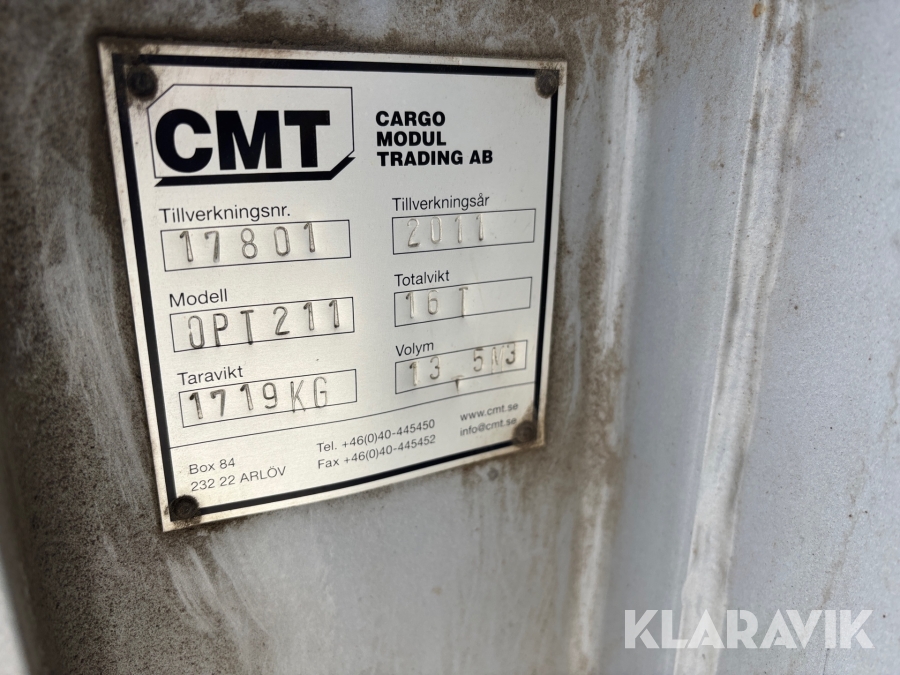 CMT
CARGO
MODUL
TRADING AB
Tillverkningsnr.
17801
Tillverkningsår
2011
Modell
OPT211
Totalvikt
16 T
Taravikt
1719KG
Volym
13,5M3
Box 84
232 22 ARLÖV
Tel. +46(0)40-445450
Fax +46(0)40-445452
www.cmt.se
info@cmt.se
KLARAVIK